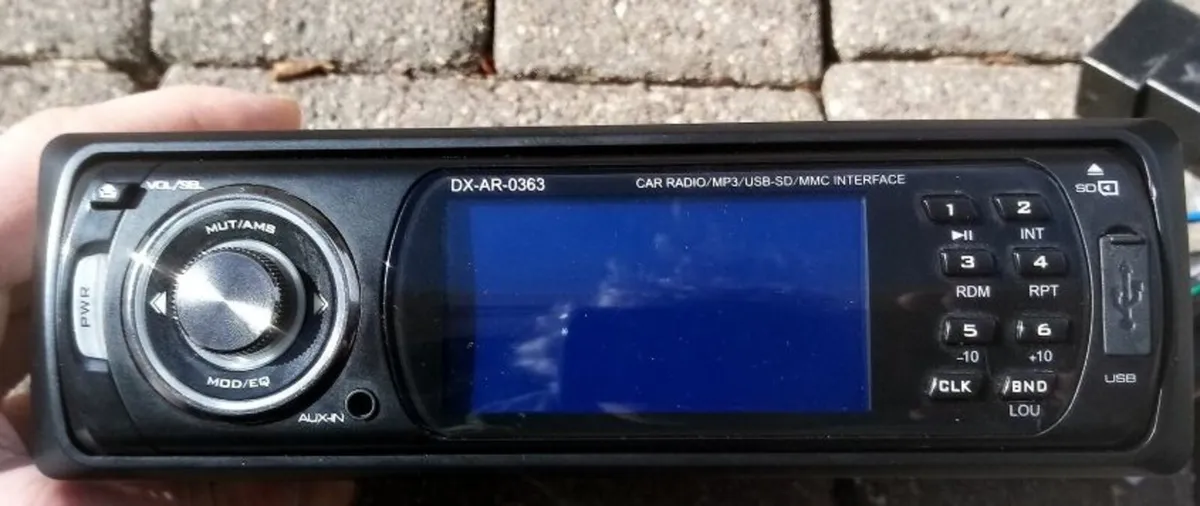 VOL/SEL
MUT/AMS
PWR
MOD/EQ
AUX-IN
DX-AR-0363
CAR RADIO/MP3/USB-SD/MMC INTERFACE
1 2
INT
3 4
RDM RPT
5 6
-10 +10
CLK BND
LOU
SD
USB